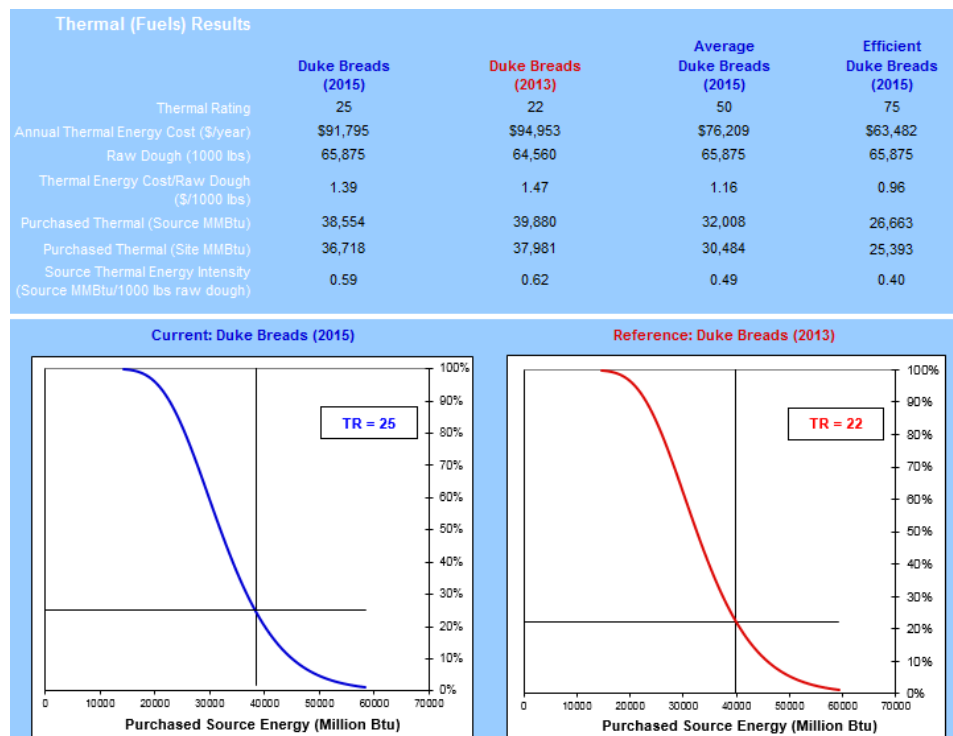 Thermal (Fuels) Results
Duke Breads (2015) Duke Breads (2013) Average Duke Breads (2015) Efficient Duke Breads (2015)
Thermal Rating 25 22 50 75
Annual Thermal Energy Cost ($/year) $91,795 $94,953 $76,209 $63,482
Raw Dough (1000 lbs) 65,875 64,560 65,875 65,875
Thermal Energy Cost/Raw Dough ($/1000 lbs) 1.39 1.47 1.16 0.96
Purchased Thermal (Source MMBtu) 38,554 39,880 32,008 26,663
Purchased Thermal (Site MMBtu) 36,718 37,981 30,484 25,393
Source Thermal Energy Intensity (Source MMBtu/1000 lbs raw dough) 0.59 0.62 0.49 0.40
Current: Duke Breads (2015)
TR = 25
100%
90%
80%
70%
60%
50%
40%
30%
20%
10%
0%
0 10000 20000 30000 40000 50000 60000 70000
Purchased Source Energy (Million Btu)
Reference: Duke Breads (2013)
TR = 22
100%
90%
80%
70%
60%
50%
40%
30%
20%
10%
0%
0 10000 20000 30000 40000 50000 60000 70000
Purchased Source Energy (Million Btu)